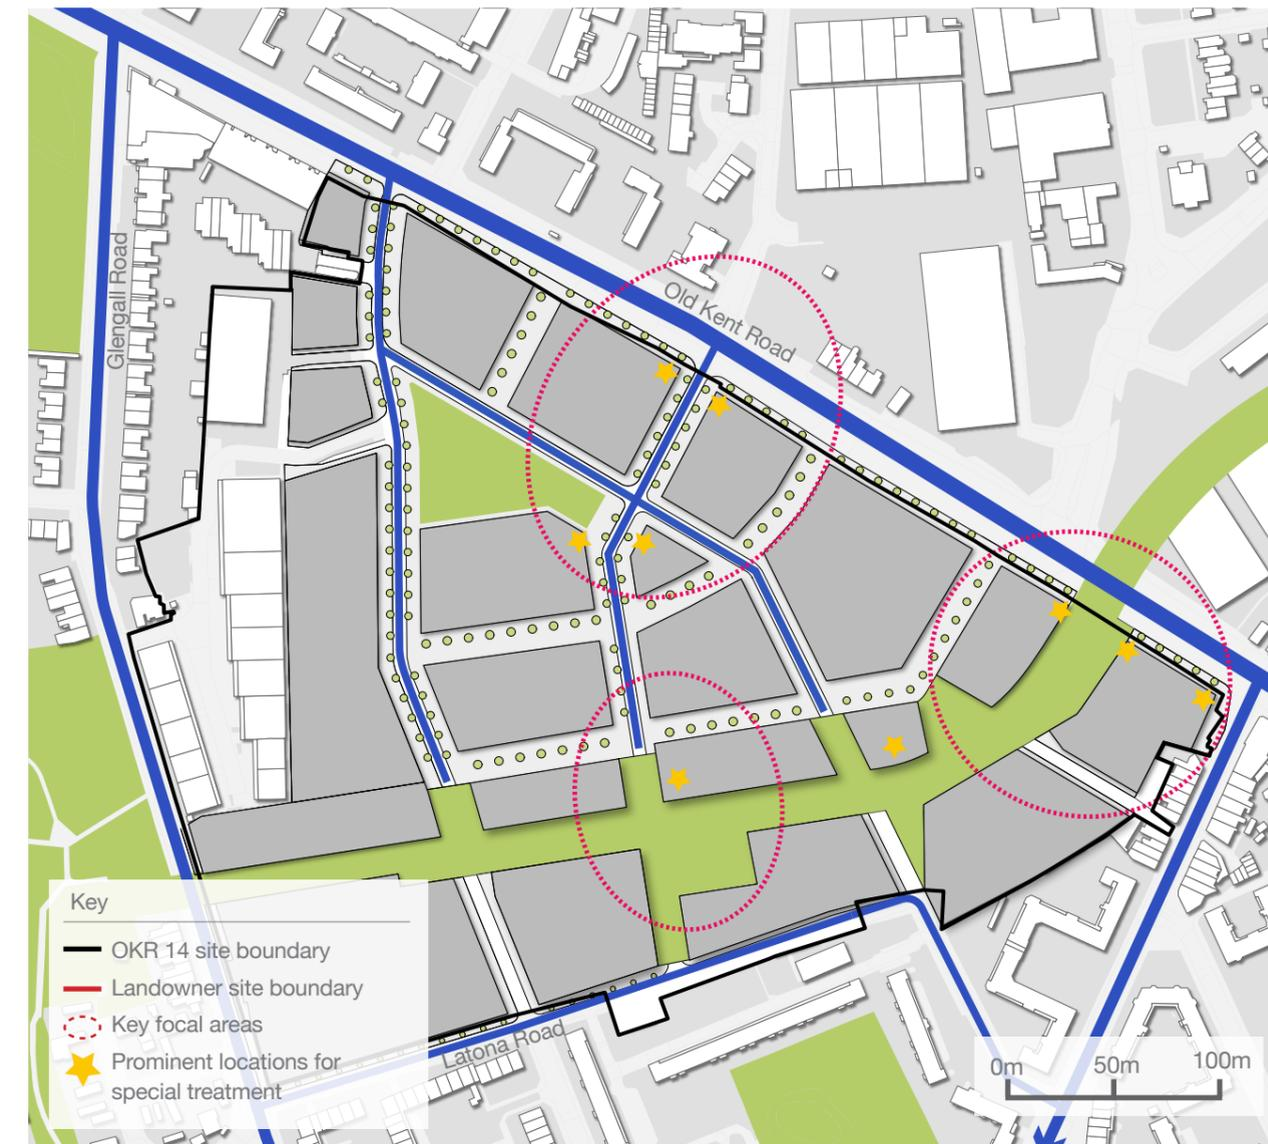 Old Kent Road
Glengall Road
Key
OKR 14 site boundary
Landowner site boundary
Key focal areas
Prominent locations for
special treatment
Latona Road
0m
50m
100m